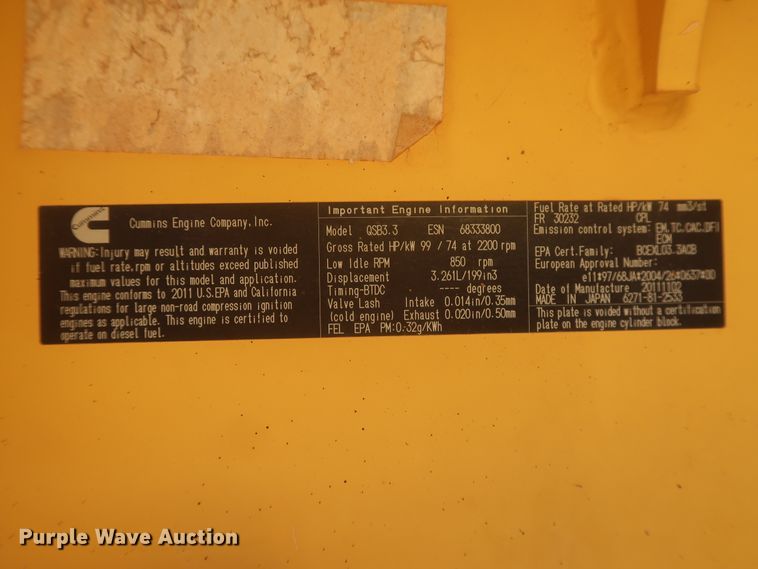 Cummins
Cummins Engine Company, Inc.
WARNING: Injury may result and warranty is voided
if fuel rate, rpm or altitudes exceed published
maximum values for this model and application.
This engine conforms to 2011 U.S.EPA and California
regulations for large non-road compression ignition
engines as applicable. This engine is certified to
operate on diesel fuel.
Important Engine Information
Model QSB3.3 ESN 68333800
Gross Rated HP/kW 99 / 74 at 2200 rpm
Low Idle RPM 850 rpm
Displacement 3.261L/199in3
Timing-BTDC ---- degrees
Valve Lash Intake 0.014in/0.35mm
(cold engine) Exhaust 0.020in/0.50mm
FEL EPA PM:0.32g/KWh
Fuel Rate at Rated HP/kW 74 mm3/st
FR 30232 CPL
Emission control system: EM,TC,CAC,DFI
ECM
EPA Cert.Family: BCEXL03.3ACB
European Approval Number:
e11*97/68JA*2004/26*0637*00
Date of Manufacture 20111102
MADE IN JAPAN 6271-81-2533
This plate is voided without a certification
plate on the engine cylinder block.
Purple Wave Auction